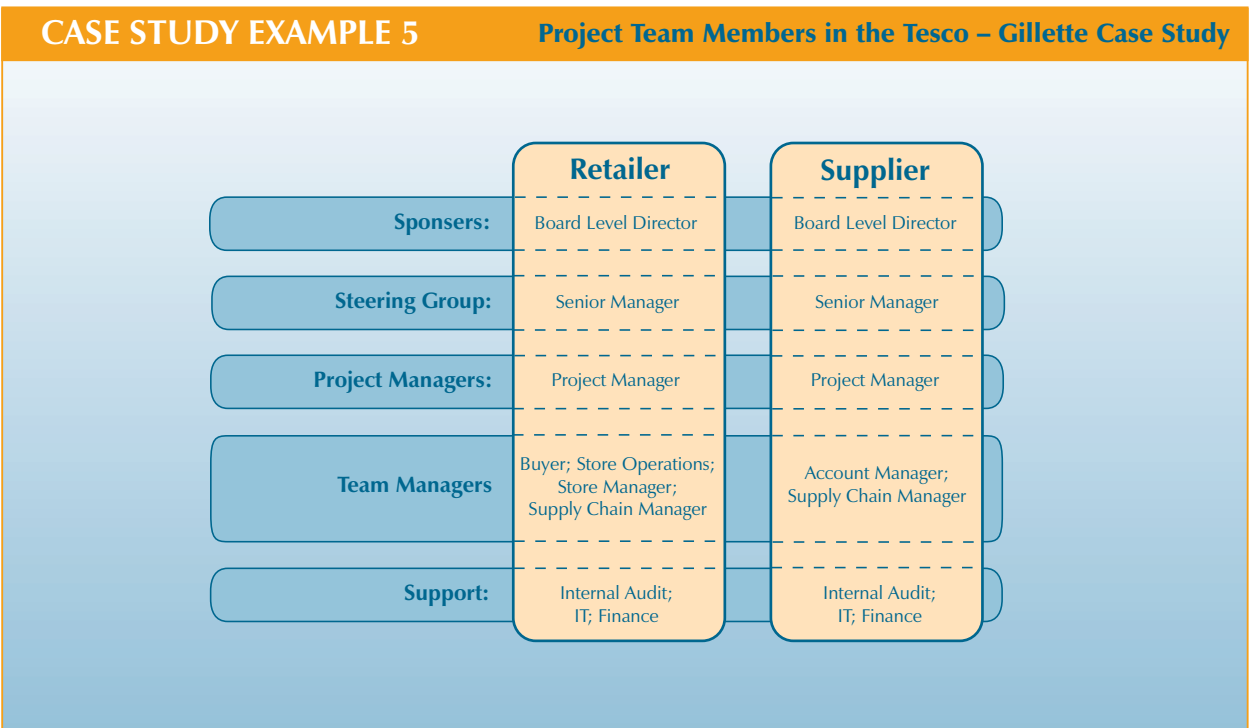 CASE STUDY EXAMPLE 5 Project Team Members in the Tesco – Gillette Case Study
Retailer Supplier
Sponsers: Board Level Director Board Level Director
Steering Group: Senior Manager Senior Manager
Project Managers: Project Manager Project Manager
Team Managers
Buyer; Store Operations;
Store Manager;
Supply Chain Manager
Account Manager;
Supply Chain Manager
Support:
Internal Audit;
IT; Finance
Internal Audit;
IT; Finance